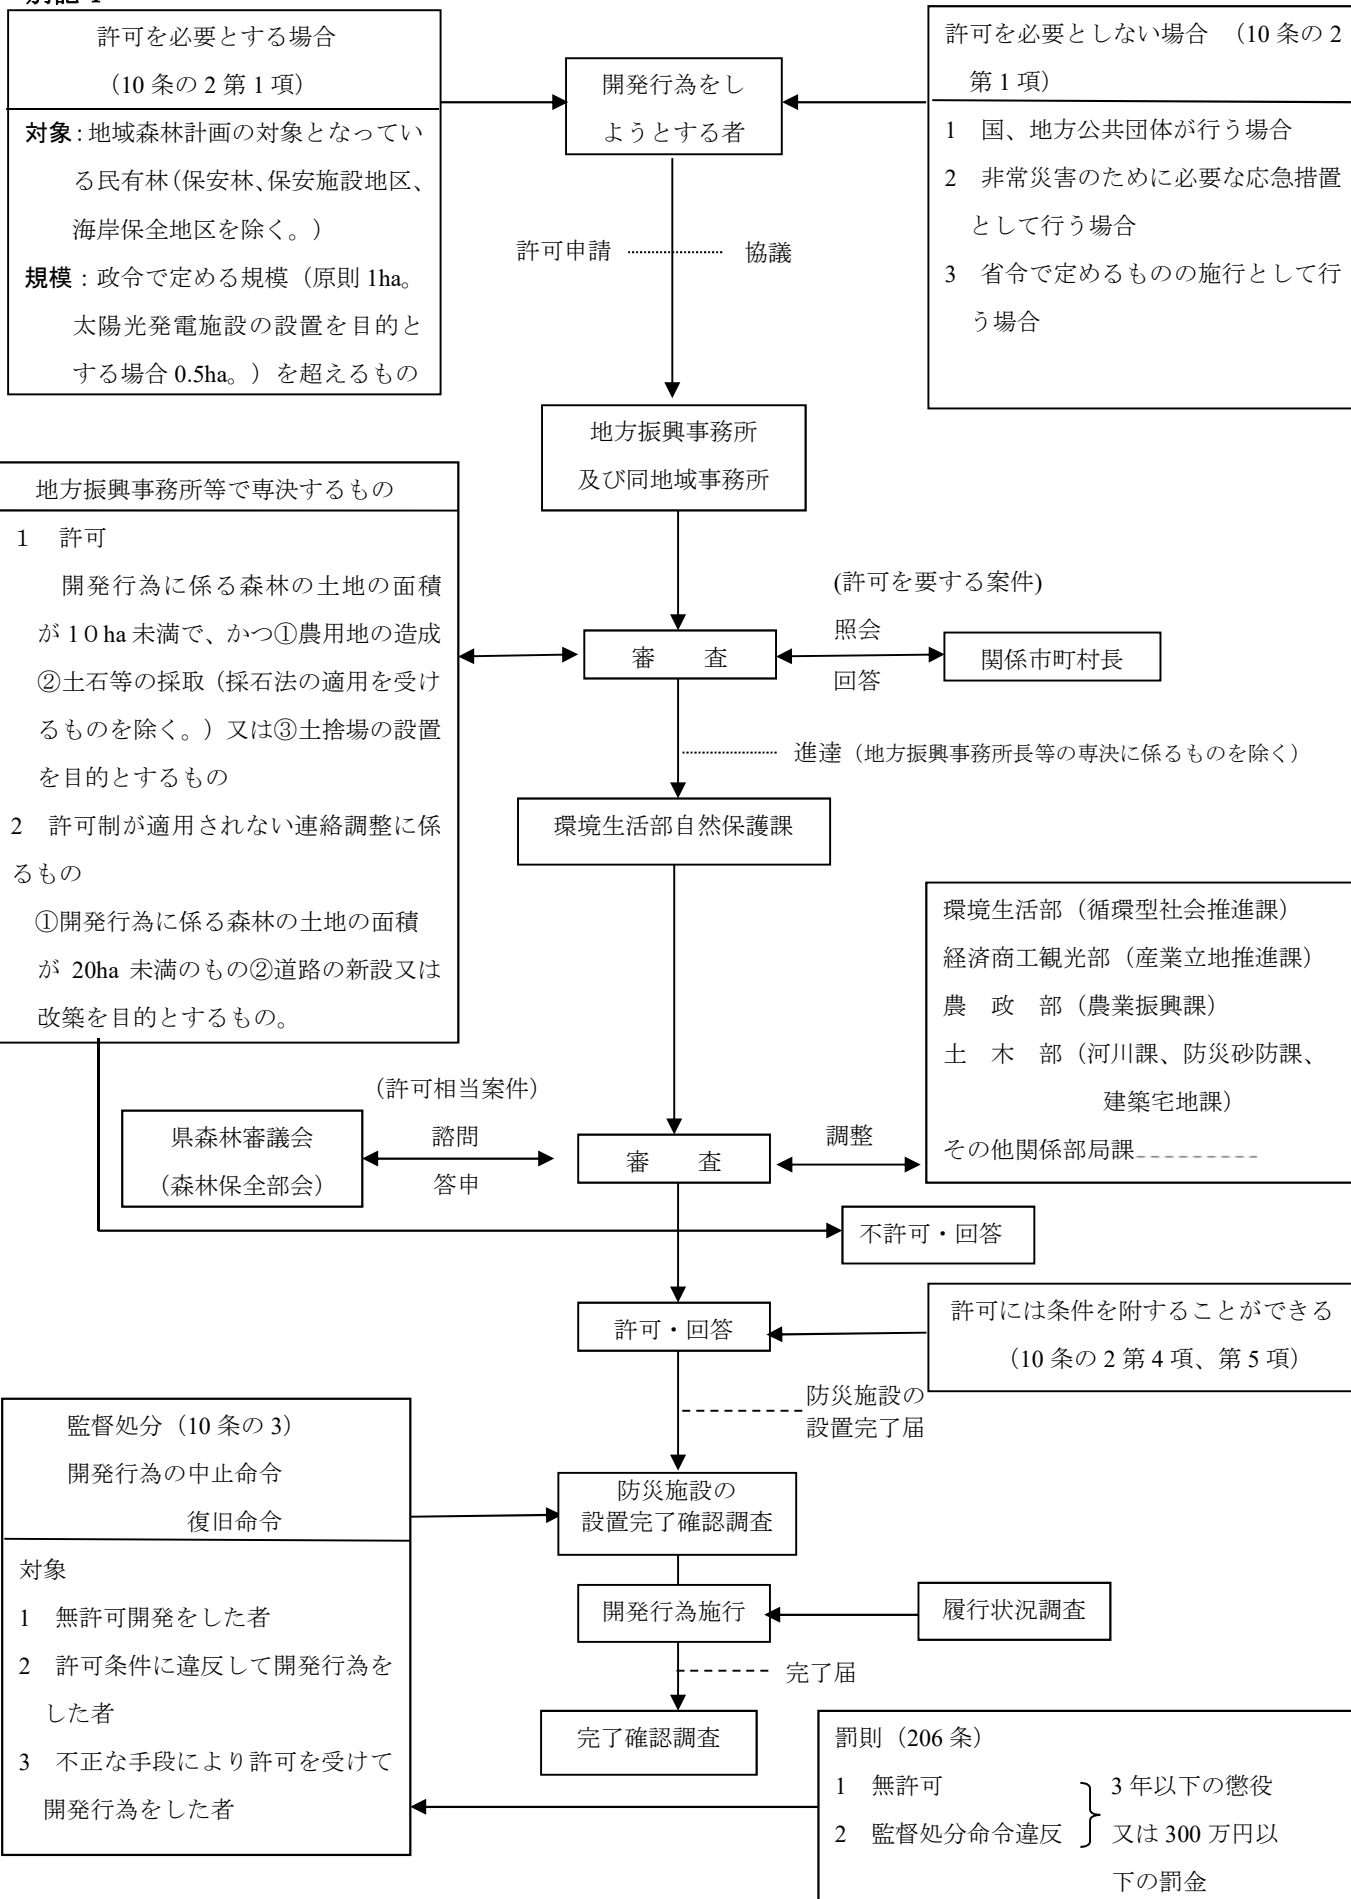 許可を必要とする場合
（10 条の 2 第 1 項）
対象：地域森林計画の対象となってい
る民有林（保安林、保安施設地区、
海岸保全地区を除く。）
規模：政令で定める規模（原則 1ha。
太陽光発電施設の設置を目的と
する場合 0.5ha。）を超えるもの
開発行為をし
ようとする者
許可を必要としない場合　（10 条の 2
第 1 項）
1　国、地方公共団体が行う場合
2　非常災害のために必要な応急措置
として行う場合
3　省令で定めるものの施行として行
う場合
許可申請
協議
地方振興事務所
及び同地域事務所
地方振興事務所等で専決するもの
１　許可
開発行為に係る森林の土地の面積
が 1０ha 未満で、かつ①農用地の造成
②土石等の採取（採石法の適用を受け
るものを除く。）又は③土捨場の設置
を目的とするもの
2　許可制が適用されない連絡調整に係
るもの
①開発行為に係る森林の土地の面積
が 20ha 未満のもの②道路の新設又は
改築を目的とするもの。
(許可を要する案件)
審　　査
照会
回答
関係市町村長
進達（地方振興事務所長等の専決に係るものを除く）
環境生活部自然保護課
環境生活部（循環型社会推進課）
経済商工観光部（産業立地推進課）
農　政　部（農業振興課）
土　木　部（河川課、防災砂防課、
建築宅地課）
その他関係部局課
（許可相当案件）
県森林審議会
（森林保全部会）
諮問
答申
審　　査
調整
不許可・回答
許可・回答
許可には条件を附することができる
（10 条の 2 第 4 項、第 5 項）
防災施設の
設置完了届
監督処分（10 条の 3）
開発行為の中止命令
復旧命令
対象
1　無許可開発をした者
2　許可条件に違反して開発行為を
した者
3　不正な手段により許可を受けて
開発行為をした者
防災施設の
設置完了確認調査
開発行為施行
履行状況調査
完了届
完了確認調査
罰則（206 条）
1　無許可
2　監督処分命令違反
3 年以下の懲役
又は 300 万円以
下の罰金